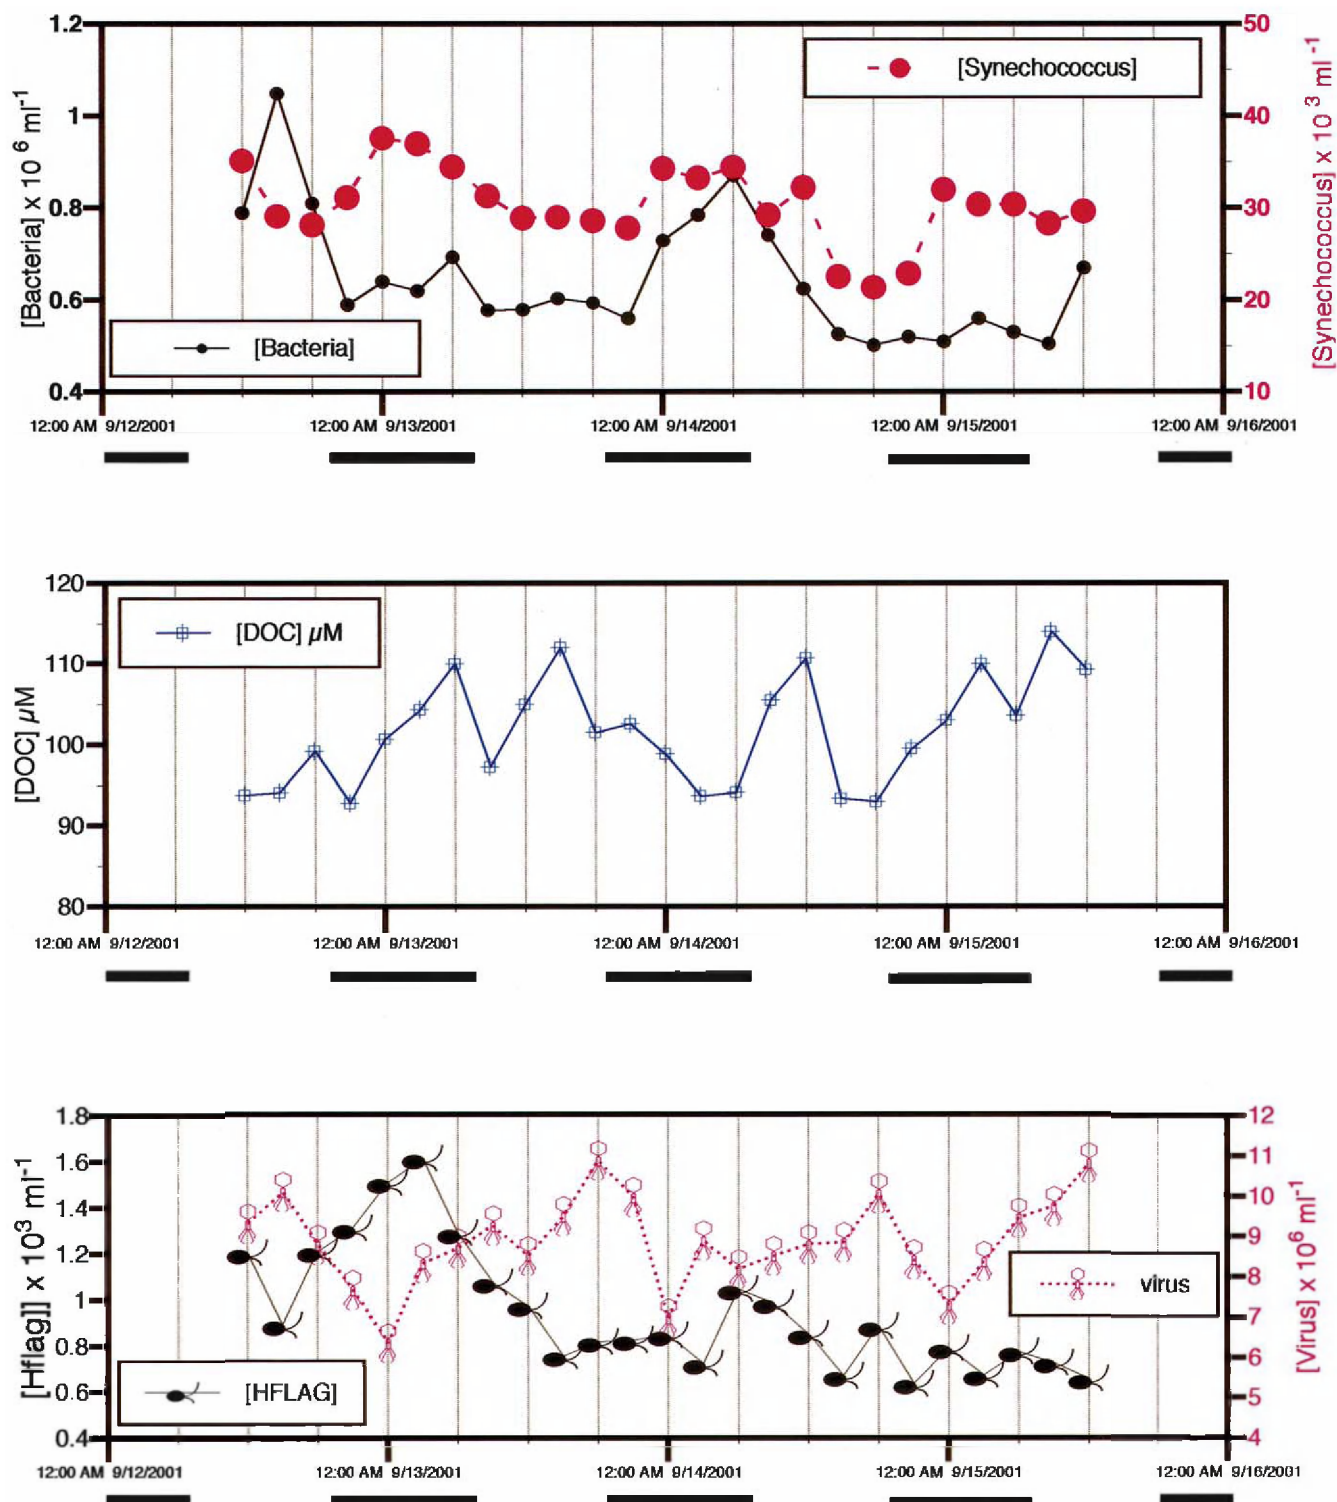 1.2
1
0.8
0.6
0.4
[Bacteria] x 10⁶ ml⁻¹
[Synechococcus]
[Bacteria]
50
40
30
20
10
[Synechococcus] x 10³ ml⁻¹
12:00 AM 9/12/2001 12:00 AM 9/13/2001 12:00 AM 9/14/2001 12:00 AM 9/15/2001 12:00 AM 9/16/2001
120
110
100
90
80
[DOC] µM
[DOC] µM
12:00 AM 9/12/2001 12:00 AM 9/13/2001 12:00 AM 9/14/2001 12:00 AM 9/15/2001 12:00 AM 9/16/2001
1.8
1.6
1.4
1.2
1
0.8
0.6
0.4
[Hflag]] x 10³ ml⁻¹
[HFLAG]
virus
12
11
10
9
8
7
6
5
4
[Virus] x 10⁶ ml⁻¹
12:00 AM 9/12/2001 12:00 AM 9/13/2001 12:00 AM 9/14/2001 12:00 AM 9/15/2001 12:00 AM 9/16/2001